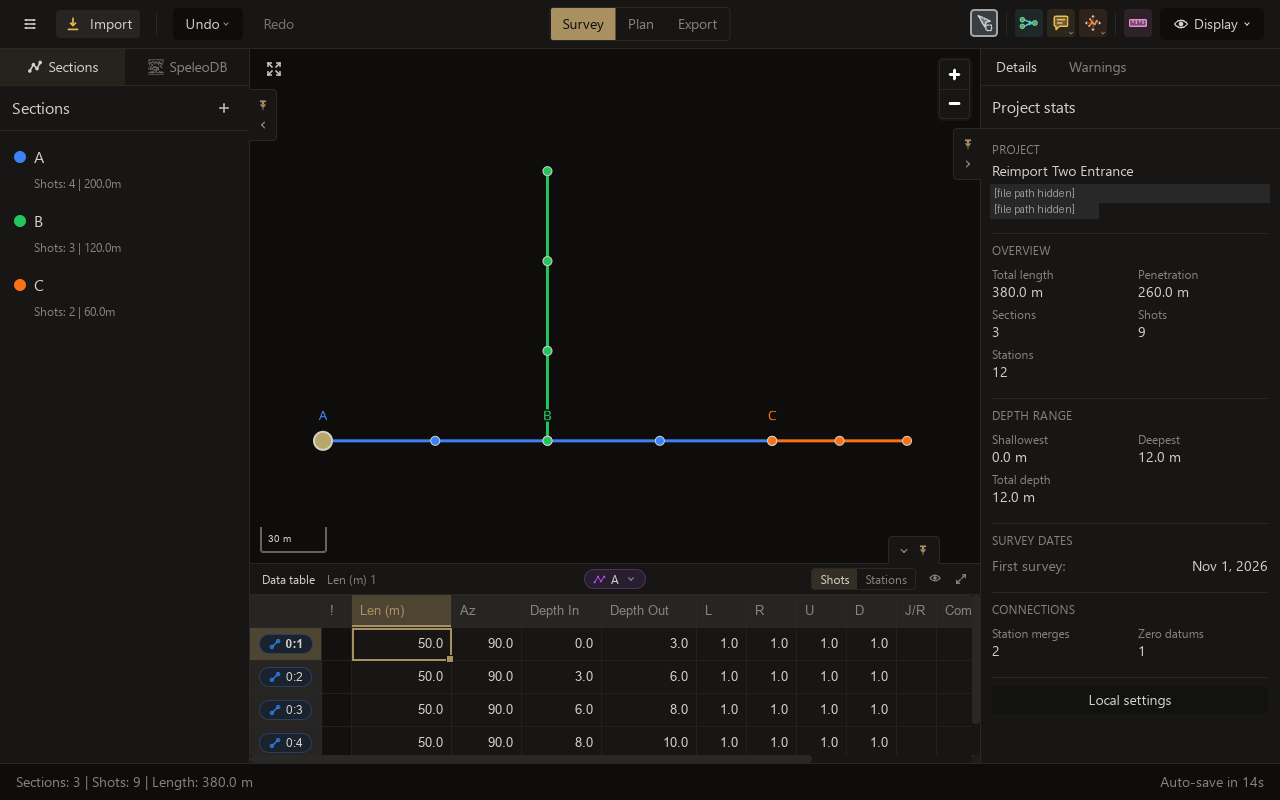 Import
Undo
Redo
Survey
Plan
Export
Display
Sections
SpeleoDB
Sections
A
Shots: 4 | 200.0m
B
Shots: 3 | 120.0m
C
Shots: 2 | 60.0m
A
B
C
30 m
Data table
Len (m) 1
A
Shots
Stations
! Len (m) Az Depth In Depth Out L R U D J/R Com
0:1 50.0 90.0 0.0 3.0 1.0 1.0 1.0 1.0
0:2 50.0 90.0 3.0 6.0 1.0 1.0 1.0 1.0
0:3 50.0 90.0 6.0 8.0 1.0 1.0 1.0 1.0
0:4 50.0 90.0 8.0 10.0 1.0 1.0 1.0 1.0
Details
Warnings
Project stats
PROJECT
Reimport Two Entrance
[file path hidden]
[file path hidden]
OVERVIEW
Total length Penetration
380.0 m 260.0 m
Sections Shots
3 9
Stations
12
DEPTH RANGE
Shallowest Deepest
0.0 m 12.0 m
Total depth
12.0 m
SURVEY DATES
First survey: Nov 1, 2026
CONNECTIONS
Station merges Zero datums
2 1
Local settings
Sections: 3 | Shots: 9 | Length: 380.0 m
Auto-save in 14s